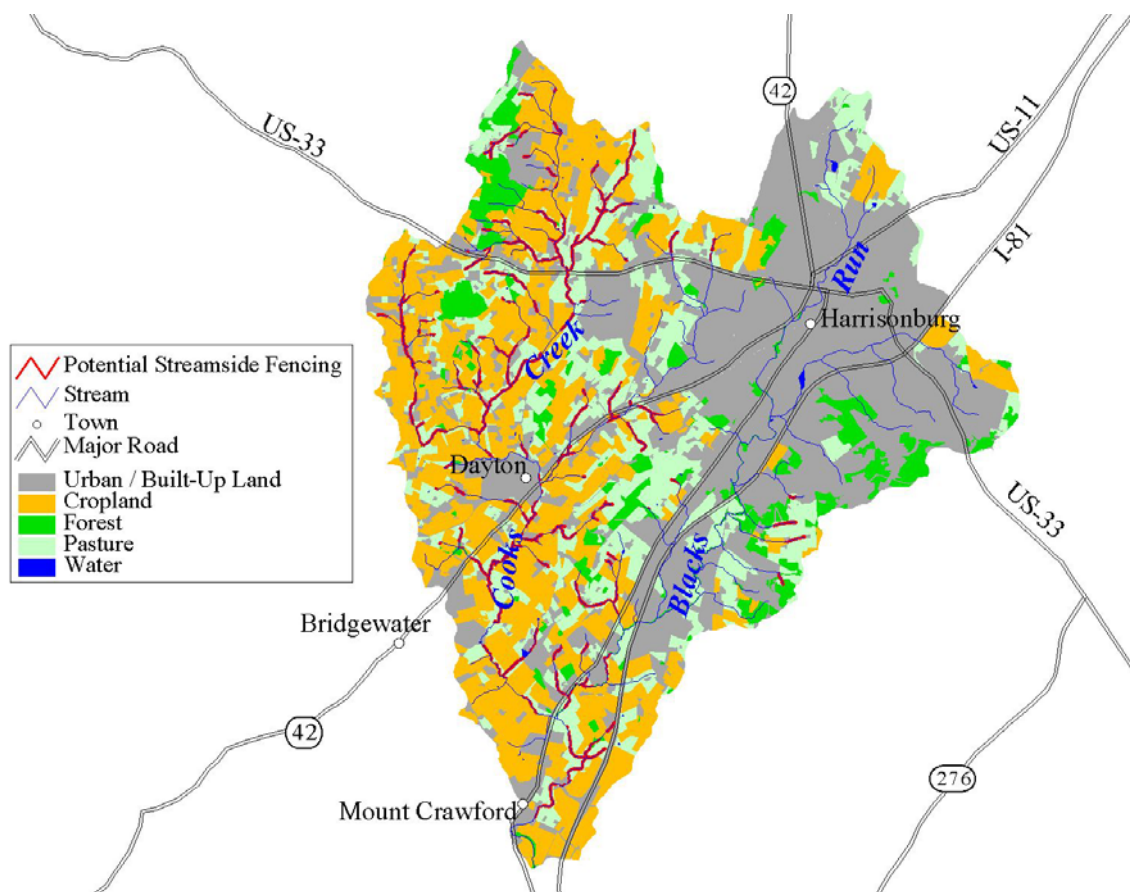 US-33
42
US-11
I-81
Run
Harrisonburg
Creek
Potential Streamside Fencing
Stream
Town
Major Road
Urban / Built-Up Land
Cropland
Forest
Pasture
Water
Dayton
US-33
Cooks
Blacks
Bridgewater
42
276
Mount Crawford